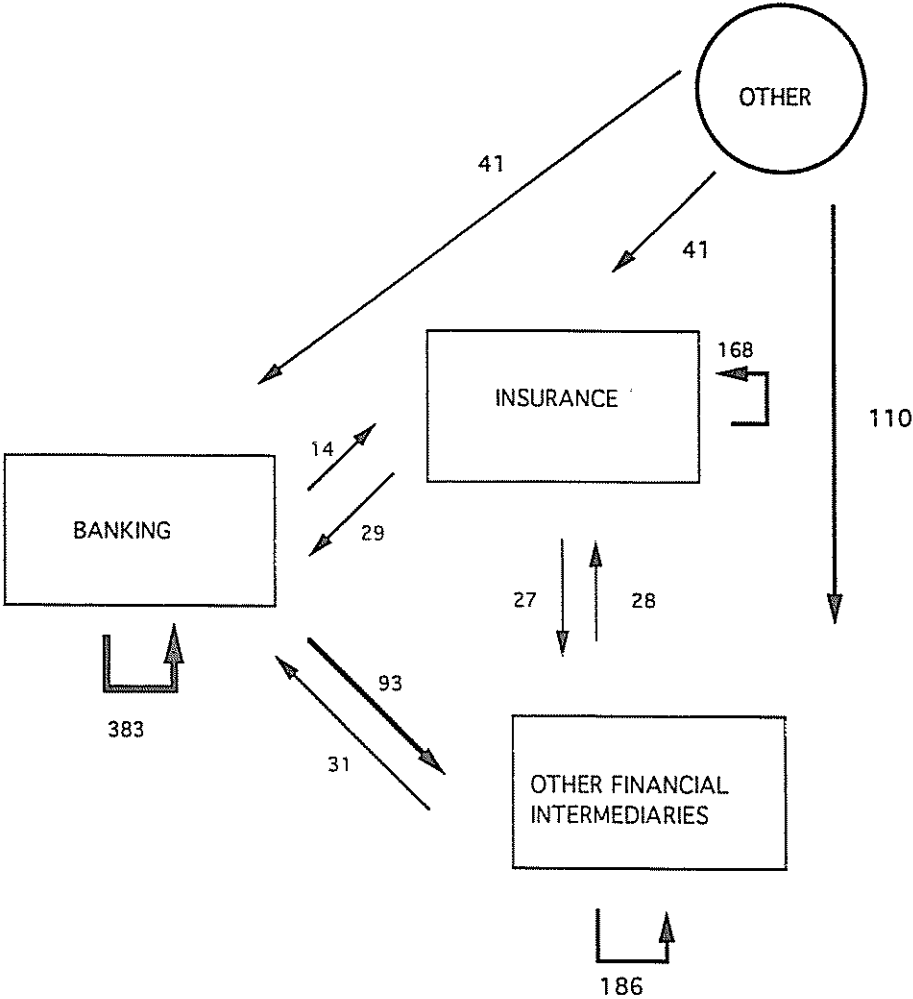 OTHER
41
41
168
INSURANCE
110
14
BANKING
29
27
28
93
383
31
OTHER FINANCIAL
INTERMEDIARIES
186